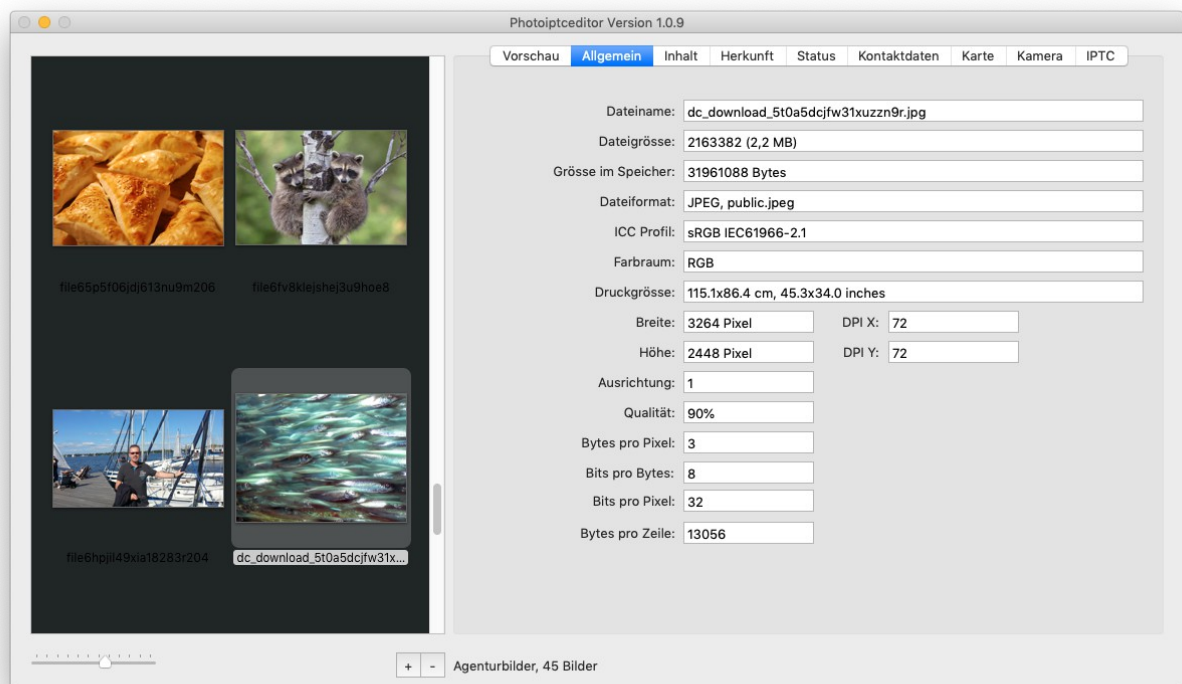 Photoiptceditor Version 1.0.9
Vorschau Allgemein Inhalt Herkunft Status Kontaktdaten Karte Kamera IPTC
Dateiname: dc_download_5t0a5dcjfw31xuzzn9r.jpg
Dateigrösse: 2163382 (2,2 MB)
Grösse im Speicher: 31961088 Bytes
Dateiformat: JPEG, public.jpeg
ICC Profil: sRGB IEC61966-2.1
Farbraum: RGB
Druckgrösse: 115.1x86.4 cm, 45.3x34.0 inches
Breite: 3264 Pixel DPI X: 72
Höhe: 2448 Pixel DPI Y: 72
Ausrichtung: 1
Qualität: 90%
Bytes pro Pixel: 3
Bits pro Bytes: 8
Bits pro Pixel: 32
Bytes pro Zeile: 13056
file65p5f06jdj613nu9m206 file6fv8klejshej3u9hoe8
file6hpjil49xia18283r204 dc_download_5t0a5dcjfw31x...
+ - Agenturbilder, 45 Bilder